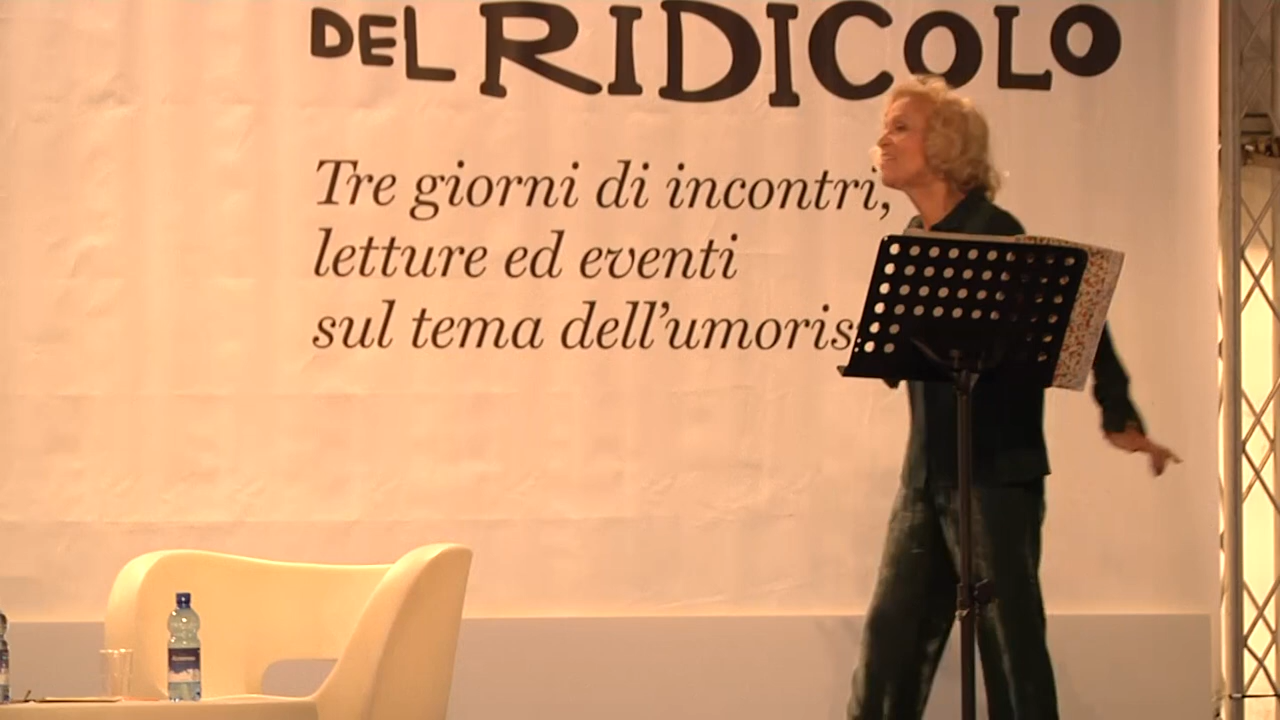 DEL RIDICOLO
Tre giorni di incontri,
letture ed eventi
sul tema dell'umoris